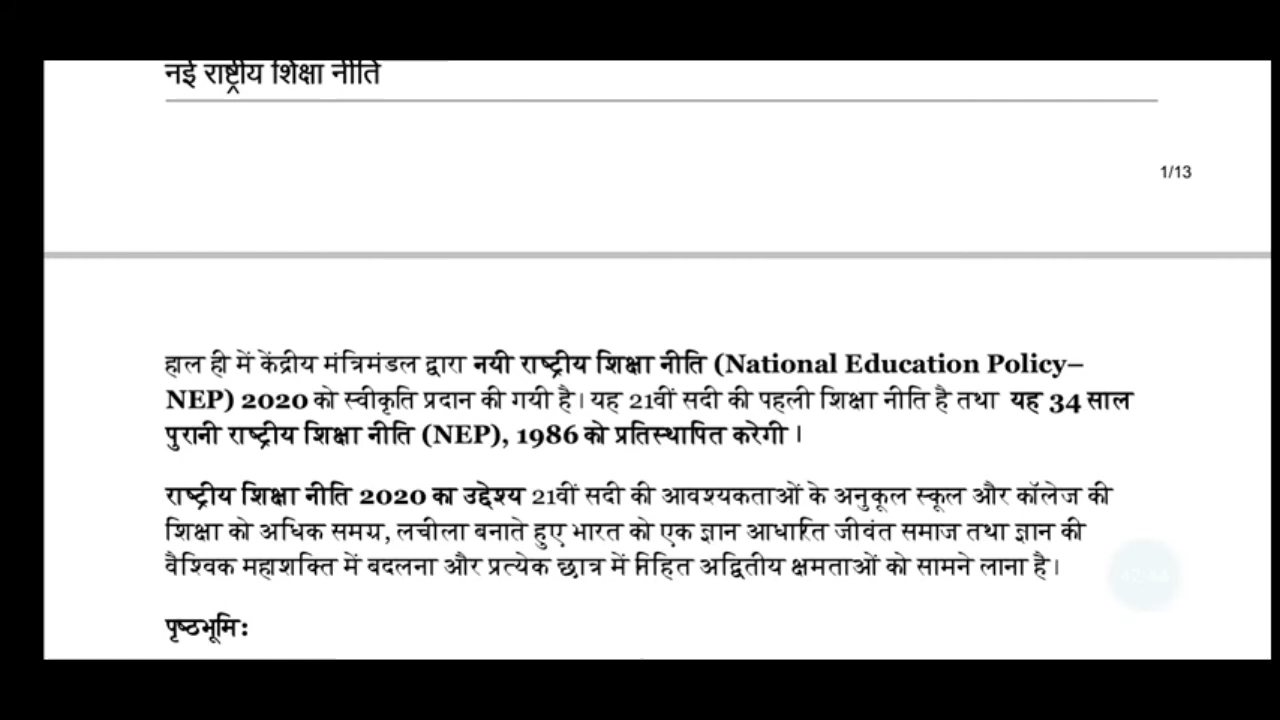 नई राष्ट्रीय शिक्षा नीति
1/13
हाल ही में केंद्रीय मंत्रिमंडल द्वारा नयी राष्ट्रीय शिक्षा नीति (National Education Policy–
NEP) 2020 को स्वीकृति प्रदान की गयी है। यह 21वीं सदी की पहली शिक्षा नीति है तथा यह 34 साल
पुरानी राष्ट्रीय शिक्षा नीति (NEP), 1986 को प्रतिस्थापित करेगी ।
राष्ट्रीय शिक्षा नीति 2020 का उद्देश्य 21वीं सदी की आवश्यकताओं के अनुकूल स्कूल और कॉलेज की
शिक्षा को अधिक समग्र, लचीला बनाते हुए भारत को एक ज्ञान आधारित जीवंत समाज तथा ज्ञान की
वैश्विक महाशक्ति में बदलना और प्रत्येक छात्र में निहित अद्वितीय क्षमताओं को सामने लाना है।
पृष्ठभूमि: